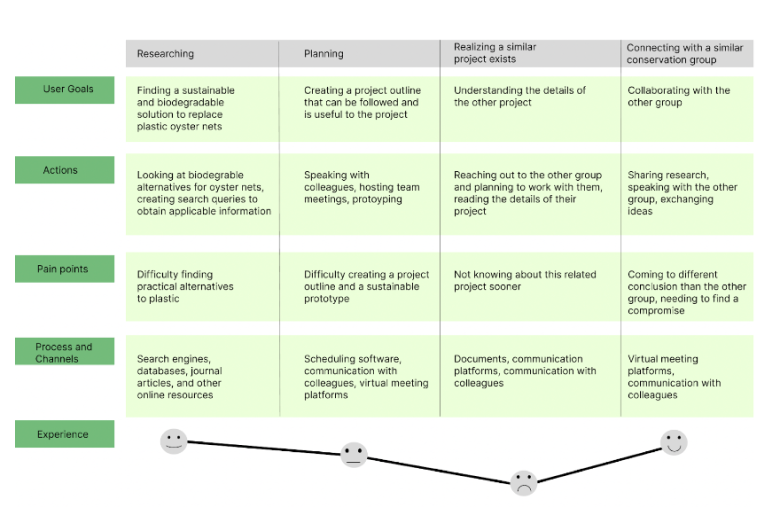 Researching
Planning
Realizing a similar
project exists
Connecting with a similar
conservation group
User Goals
Finding a sustainable
and biodegradable
solution to replace
plastic oyster nets
Creating a project outline
that can be followed and
is useful to the project
Understanding the details of
the other project
Collaborating with the
other group
Actions
Looking at biodegrable
alternatives for oyster nets,
creating search queries to
obtain applicable information
Speaking with
colleagues, hosting team
meetings, protoyping
Reaching out to the other group
and planning to work with them,
reading the details of their
project
Sharing research,
speaking with the other
group, exchanging
ideas
Pain points
Difficulty finding
practical alternatives
to plastic
Difficulty creating a project
outline and a sustainable
prototype
Not knowing about this related
project sooner
Coming to different
conclusion than the other
group, needing to find a
compromise
Process and
Channels
Search engines,
databases, journal
articles, and other
online resources
Scheduling software,
communication with
colleagues, virtual meeting
platforms
Documents, communication
platforms, communication with
colleagues
Virtual meeting
platforms,
communication with
colleagues
Experience